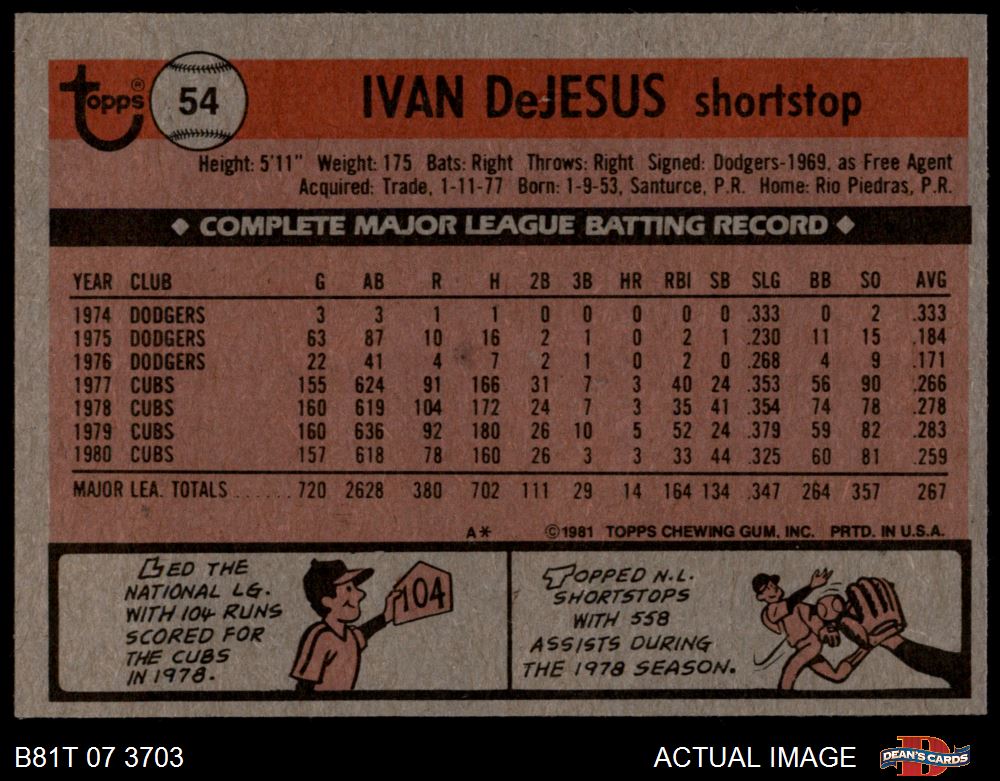 Topps® 54 IVAN DeJESUS shortstop
Height: 5'11" Weight: 175 Bats: Right Throws: Right Signed: Dodgers-1969, as Free Agent
Acquired: Trade, 1-11-77 Born: 1-9-53, Santurce, P.R. Home: Rio Piedras, P.R.
◆ COMPLETE MAJOR LEAGUE BATTING RECORD ◆
YEAR CLUB G AB R H 2B 3B HR RBI SB SLG BB SO AVG
1974 DODGERS 3 3 1 1 0 0 0 0 0 .333 0 2 .333
1975 DODGERS 63 87 10 16 2 1 0 2 1 .230 11 15 .184
1976 DODGERS 22 41 4 7 2 1 0 2 0 .268 4 9 .171
1977 CUBS 155 624 91 166 31 7 3 40 24 .353 56 90 .266
1978 CUBS 160 619 104 172 24 7 3 35 41 .354 74 78 .278
1979 CUBS 160 636 92 180 26 10 5 52 24 .379 59 82 .283
1980 CUBS 157 618 78 160 26 3 3 33 44 .325 60 81 .259
MAJOR LEA. TOTALS ...... 720 2628 380 702 111 29 14 164 134 .347 264 357 .267
A* ©1981 TOPPS CHEWING GUM, INC. PRTD. IN U.S.A.
LED THE
NATIONAL LG.
WITH 104 RUNS
SCORED FOR
THE CUBS
IN 1978.
104
TOPPED N.L.
SHORTSTOPS
WITH 558
ASSISTS DURING
THE 1978 SEASON.
B81T 07 3703 ACTUAL IMAGE DEAN'S CARDS